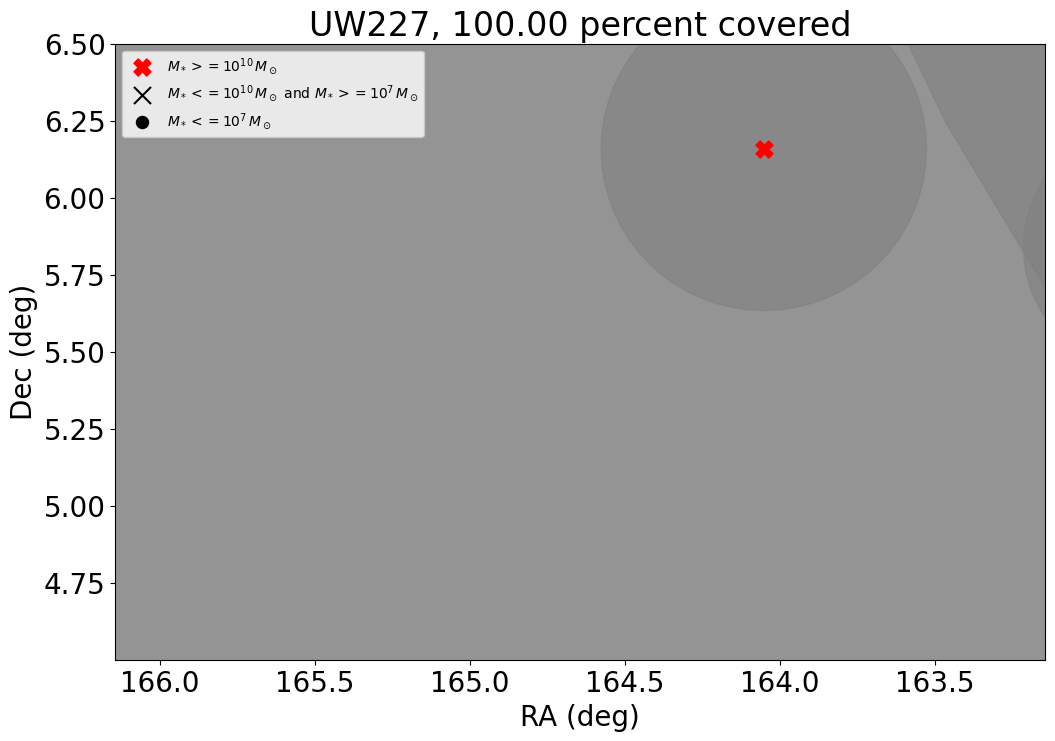 UW227, 100.00 percent covered
6.50
6.25
6.00
5.75
5.50
5.25
5.00
4.75
Dec (deg)
M* >= 10^10 M⊙
M* <= 10^10 M⊙ and M* >= 10^7 M⊙
M* <= 10^7 M⊙
166.0 165.5 165.0 164.5 164.0 163.5
RA (deg)